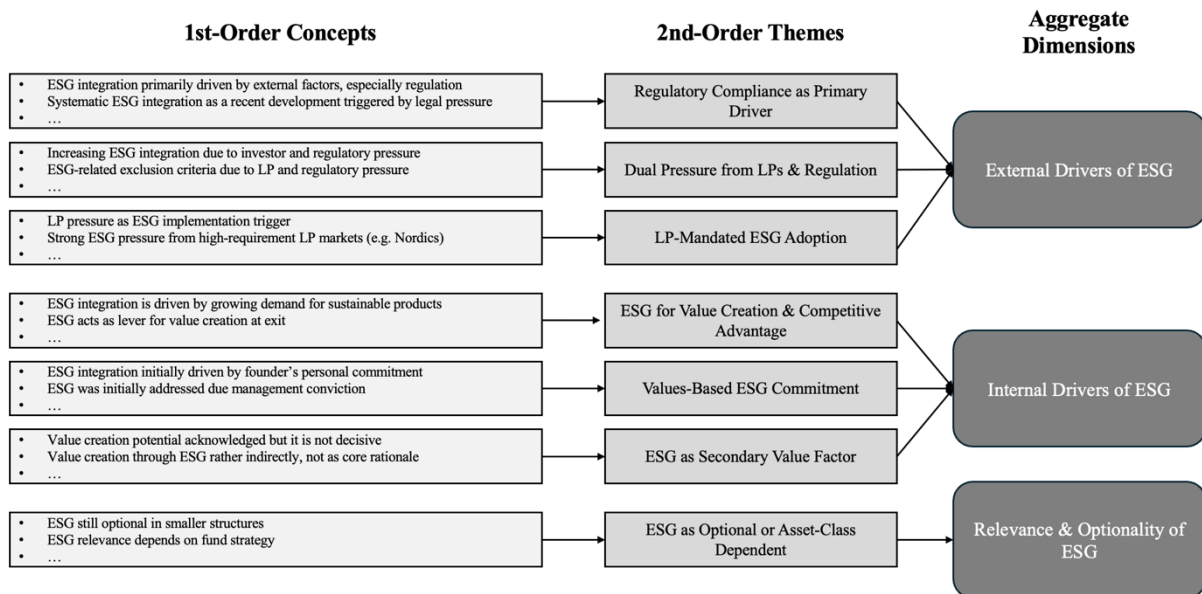 1st-Order Concepts
2nd-Order Themes
Aggregate
Dimensions
• ESG integration primarily driven by external factors, especially regulation
• Systematic ESG integration as a recent development triggered by legal pressure
• …
Regulatory Compliance as Primary
Driver
• Increasing ESG integration due to investor and regulatory pressure
• ESG-related exclusion criteria due to LP and regulatory pressure
• …
Dual Pressure from LPs & Regulation
External Drivers of ESG
• LP pressure as ESG implementation trigger
• Strong ESG pressure from high-requirement LP markets (e.g. Nordics)
• …
LP-Mandated ESG Adoption
• ESG integration is driven by growing demand for sustainable products
• ESG acts as lever for value creation at exit
• …
ESG for Value Creation & Competitive
Advantage
• ESG integration initially driven by founder's personal commitment
• ESG was initially addressed due management conviction
• …
Values-Based ESG Commitment
Internal Drivers of ESG
• Value creation potential acknowledged but it is not decisive
• Value creation through ESG rather indirectly, not as core rationale
• …
ESG as Secondary Value Factor
• ESG still optional in smaller structures
• ESG relevance depends on fund strategy
• …
ESG as Optional or Asset-Class
Dependent
Relevance & Optionality of
ESG